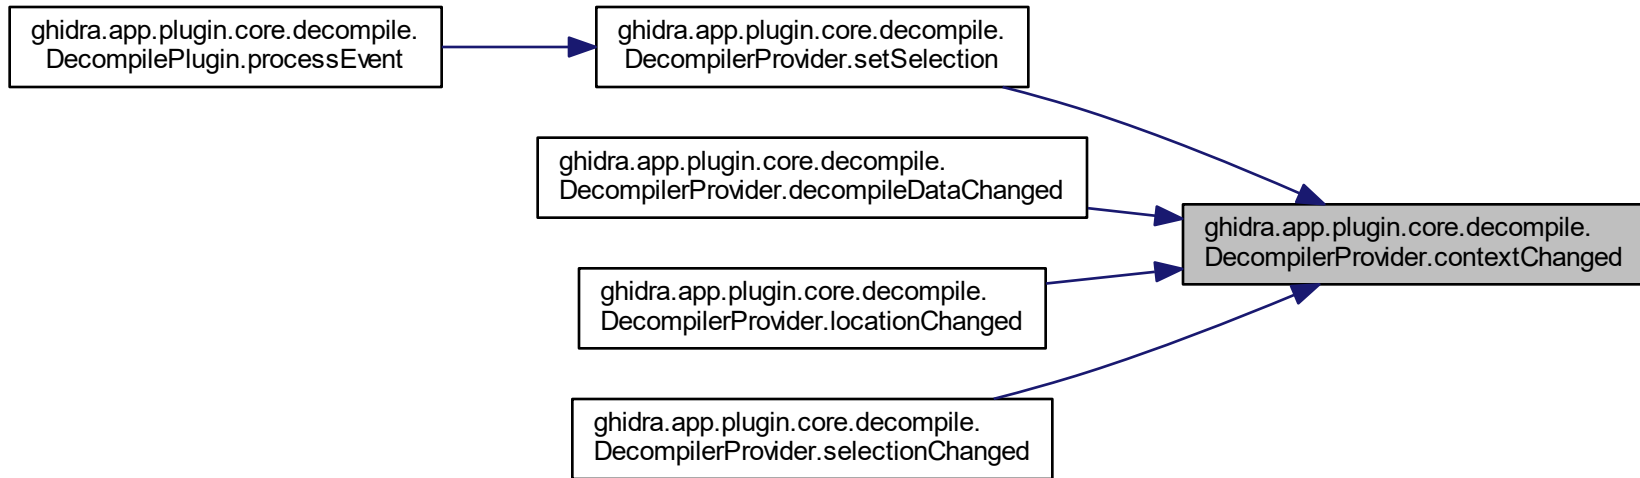 ghidra.app.plugin.core.decompile.
DecompilePlugin.processEvent
ghidra.app.plugin.core.decompile.
DecompilerProvider.setSelection
ghidra.app.plugin.core.decompile.
DecompilerProvider.decompileDataChanged
ghidra.app.plugin.core.decompile.
DecompilerProvider.contextChanged
ghidra.app.plugin.core.decompile.
DecompilerProvider.locationChanged
ghidra.app.plugin.core.decompile.
DecompilerProvider.selectionChanged